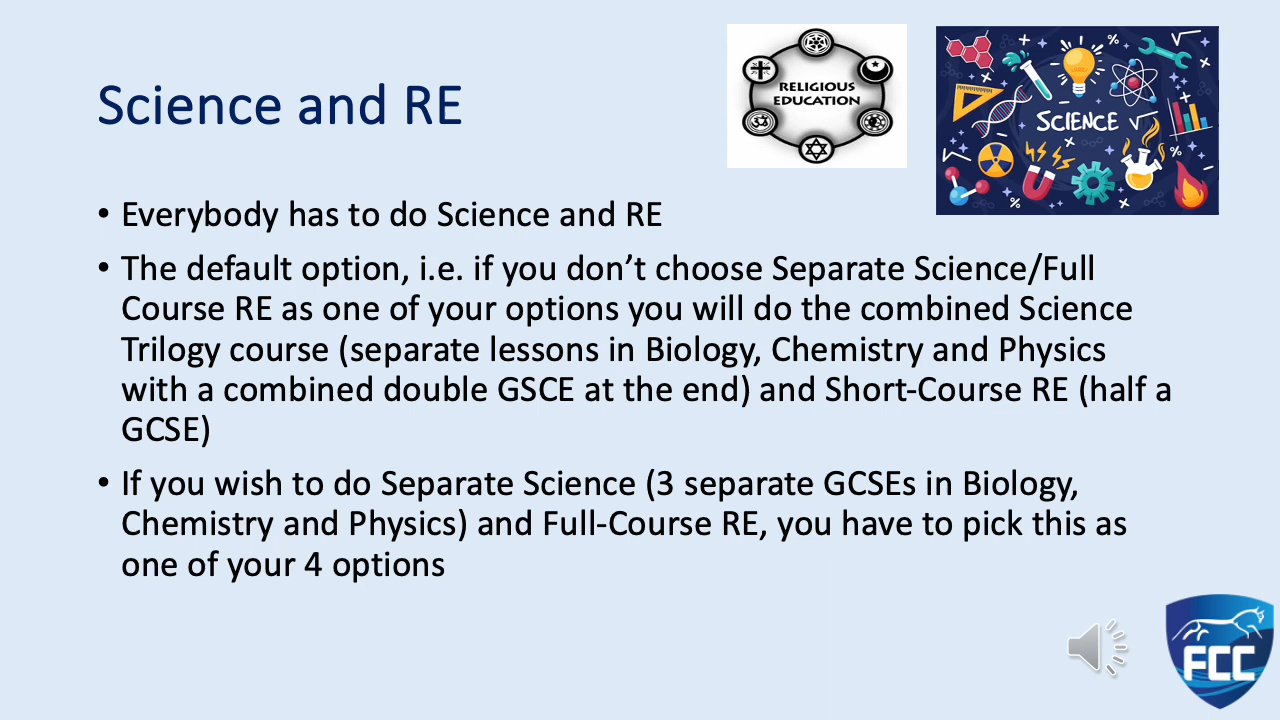 Science and RE
RELIGIOUS
EDUCATION
SCIENCE
• Everybody has to do Science and RE
• The default option, i.e. if you don’t choose Separate Science/Full
Course RE as one of your options you will do the combined Science
Trilogy course (separate lessons in Biology, Chemistry and Physics
with a combined double GSCE at the end) and Short-Course RE (half a
GCSE)
• If you wish to do Separate Science (3 separate GCSEs in Biology,
Chemistry and Physics) and Full-Course RE, you have to pick this as
one of your 4 options
FCC